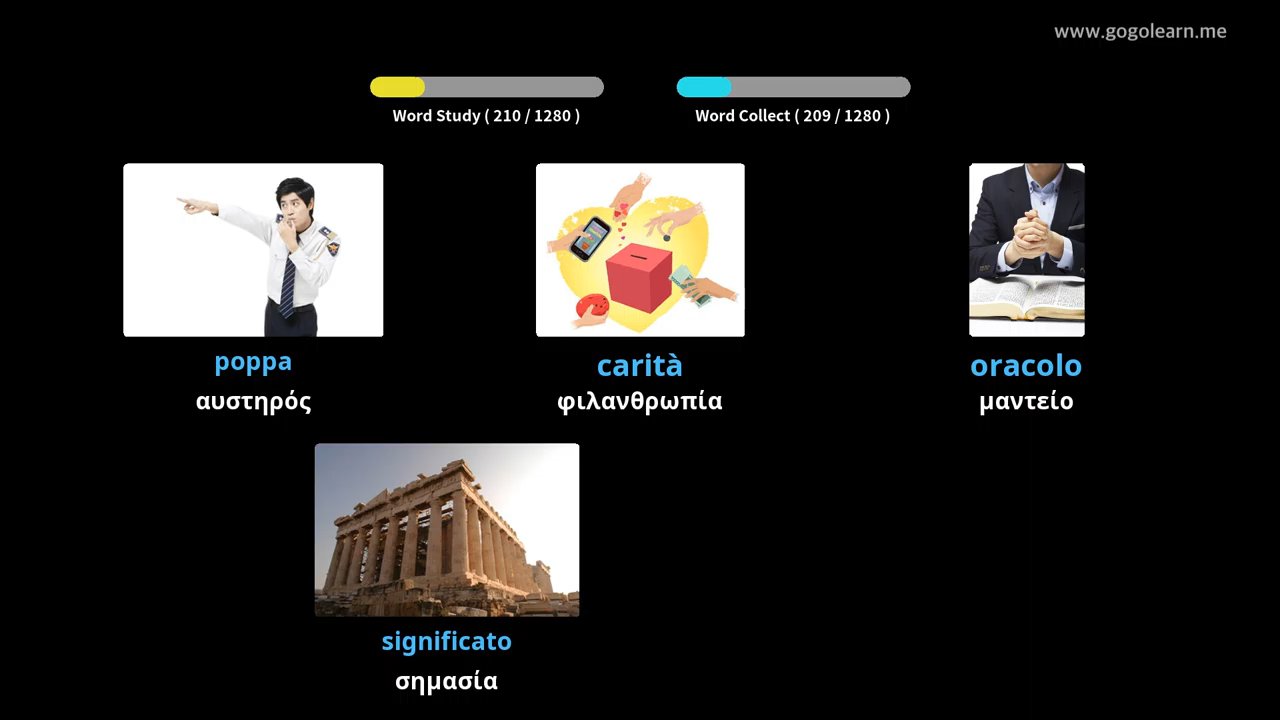 www.gogolearn.me
Word Study ( 210 / 1280 )
Word Collect ( 209 / 1280 )
poppa
αυστηρός
carità
φιλανθρωπία
oracolo
μαντείο
significato
σημασία